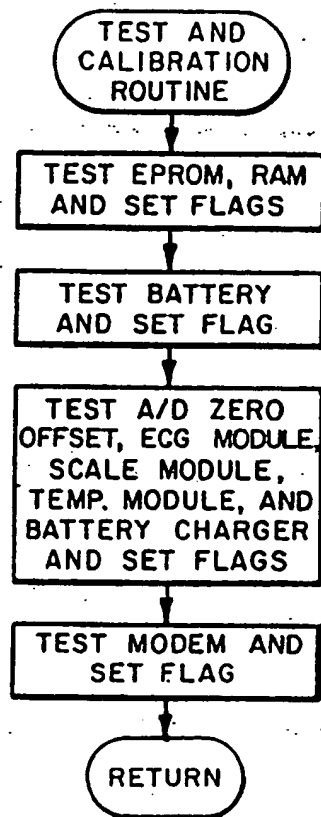 TEST AND
CALIBRATION
ROUTINE
TEST EPROM, RAM
AND SET FLAGS
TEST BATTERY
AND SET FLAG
TEST A/D ZERO
OFFSET, ECG MODULE,
SCALE MODULE,
TEMP. MODULE, AND
BATTERY CHARGER
AND SET FLAGS
TEST MODEM AND
SET FLAG
RETURN